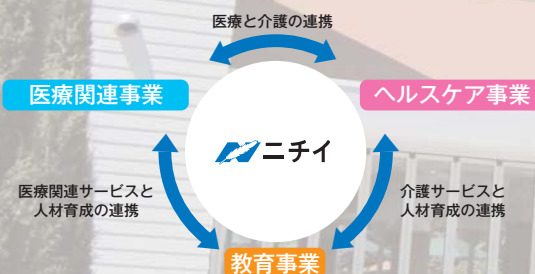 医療と介護の連携
医療関連事業
ヘルスケア事業
ニチイ
医療関連サービスと
人材育成の連携
介護サービスと
人材育成の連携
教育事業